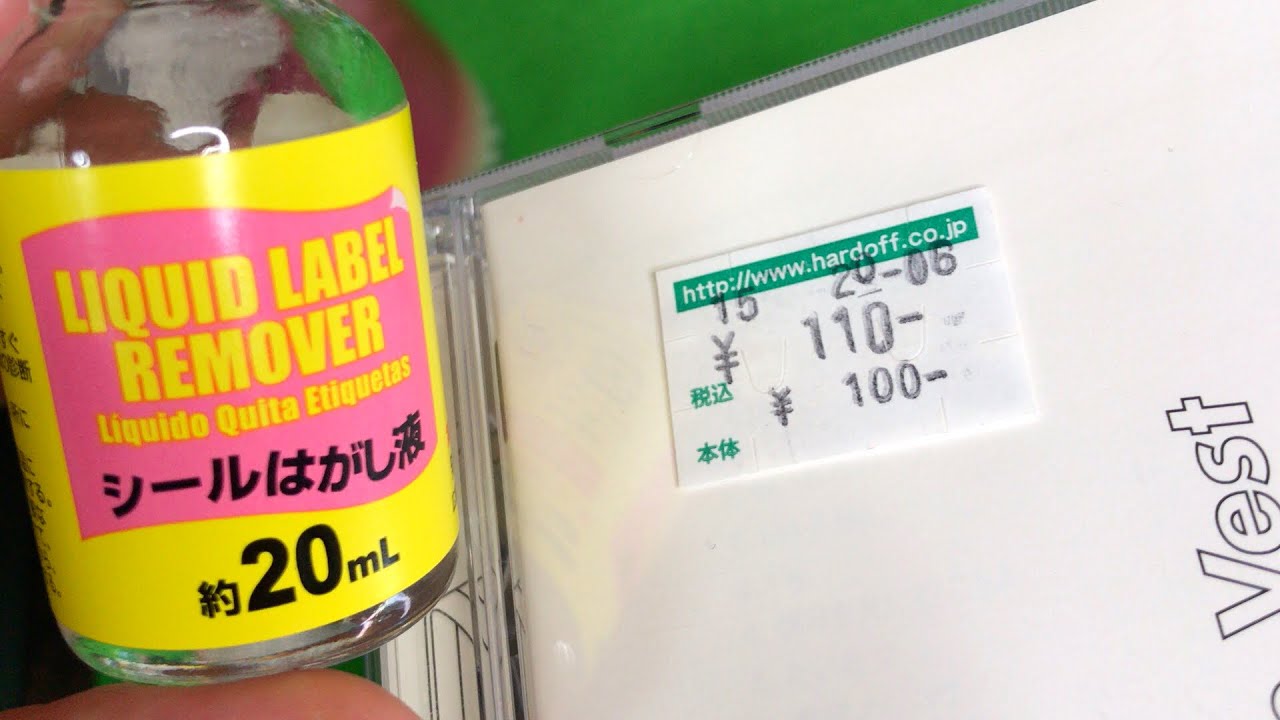 LIQUID LABEL
REMOVER
Líquido Quita Etiquetas
シールはがし液
約20mL
http://www.hardoff.co.jp
15 20-06
¥ 110-
税込
¥ 100-
本体
Vest